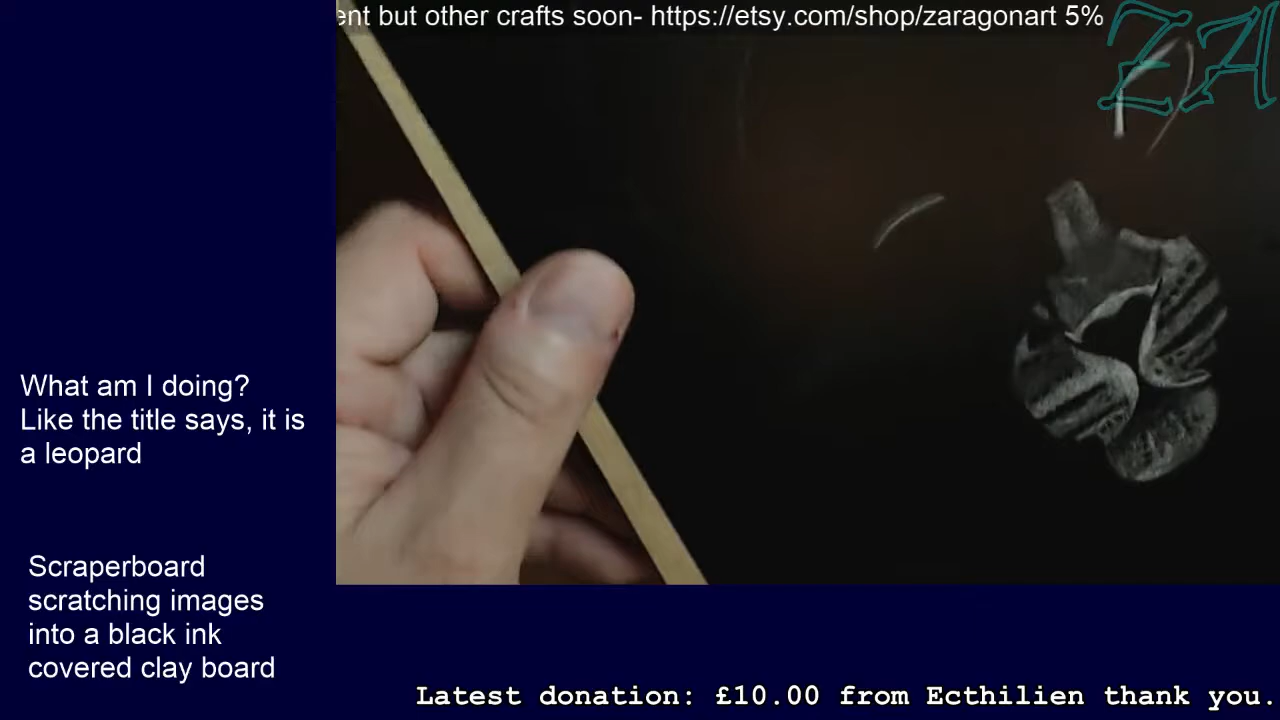 ent but other crafts soon- https://etsy.com/shop/zaragonart 5%
ZA
What am I doing?
Like the title says, it is
a leopard
Scraperboard
scratching images
into a black ink
covered clay board
Latest donation: £10.00 from Ecthilien thank you.